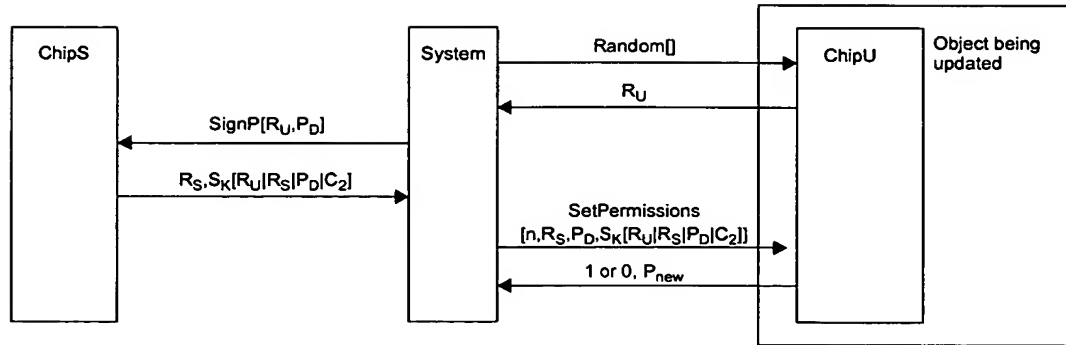 ChipS
System
Random[]
ChipU
Object being
updated
R_U
SignP[R_U,P_D]
R_S,S_K[R_U|R_S|P_D|C_2]
SetPermissions
[n,R_S,P_D,S_K[R_U|R_S|P_D|C_2]]
1 or 0, P_new